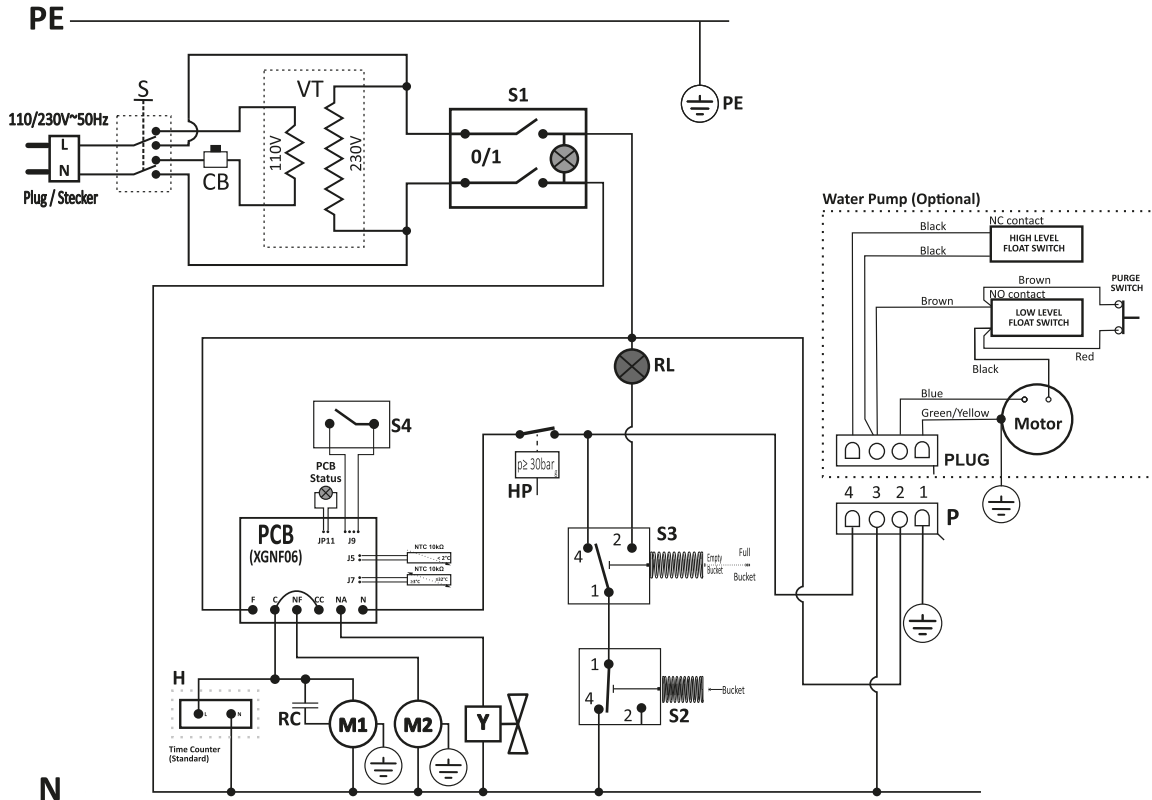 PE
PE
S
VT
S1
110/230V~50Hz
L
N
Plug / Stecker
CB
110V
230V
0/1
Water Pump (Optional)
NC contact
Black
HIGH LEVEL
FLOAT SWITCH
Black
Brown
PURGE
SWITCH
NO contact
Brown
LOW LEVEL
FLOAT SWITCH
Red
Black
Blue
Green/Yellow
Motor
PLUG
4 3 2 1
P
RL
S4
PCB
Status
p≥ 30bar
HP
PCB
(XGNF06)
JP11
J9
J5
NTC 10kΩ
< 2°C
J7
NTC 10kΩ
F C NF CC NA N
S3
4
2
1
Empty
Bucket
Full
Bucket
1
4
2
S2
Bucket
H
L
N
Time Counter
(Standard)
RC
M1
M2
Y
N